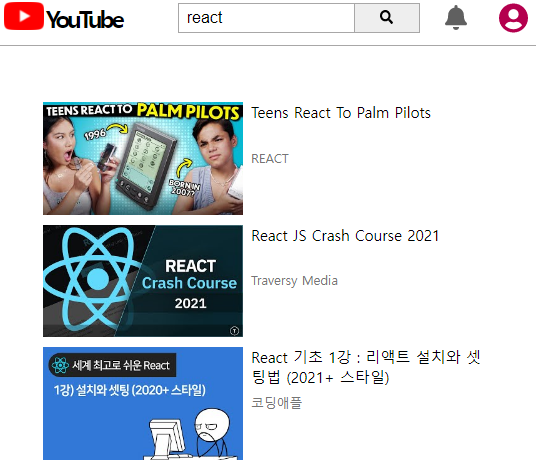 YouTube
react
TEENS REACT TO PALM PILOTS
1996
BORN IN
2007?
Teens React To Palm Pilots
REACT
REACT
Crash Course
2021
React JS Crash Course 2021
Traversy Media
세계 최고로 쉬운 React
1강) 설치와 셋팅 (2020+ 스타일)
React 기초 1강 : 리액트 설치와 셋
팅법 (2021+ 스타일)
코딩애플